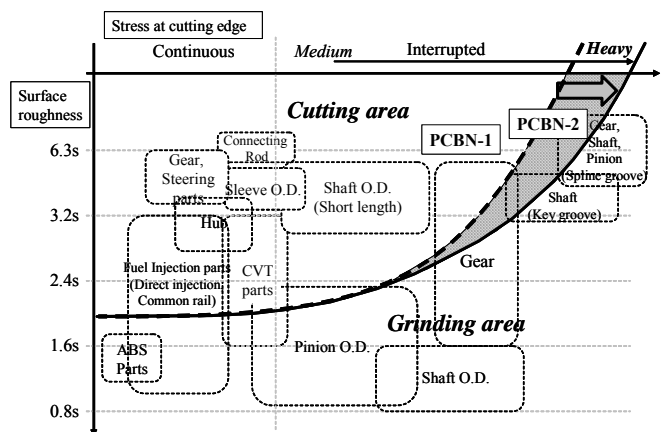 Stress at cutting edge
Continuous
Medium
Interrupted
Heavy
Surface
roughness
Cutting area
6.3s
3.2s
2.4s
1.6s
0.8s
Connecting
Rod
Gear,
Steering
parts
Sleeve O.D.
Shaft O.D.
(Short length)
Hub
PCBN-1
PCBN-2
Gear,
Shaft,
Pinion
(Spline groove)
Shaft
(Key groove)
Gear
Fuel Injection parts
(Direct injection,
Common rail)
CVT
parts
Grinding area
ABS
Parts
Pinion O.D.
Shaft O.D.